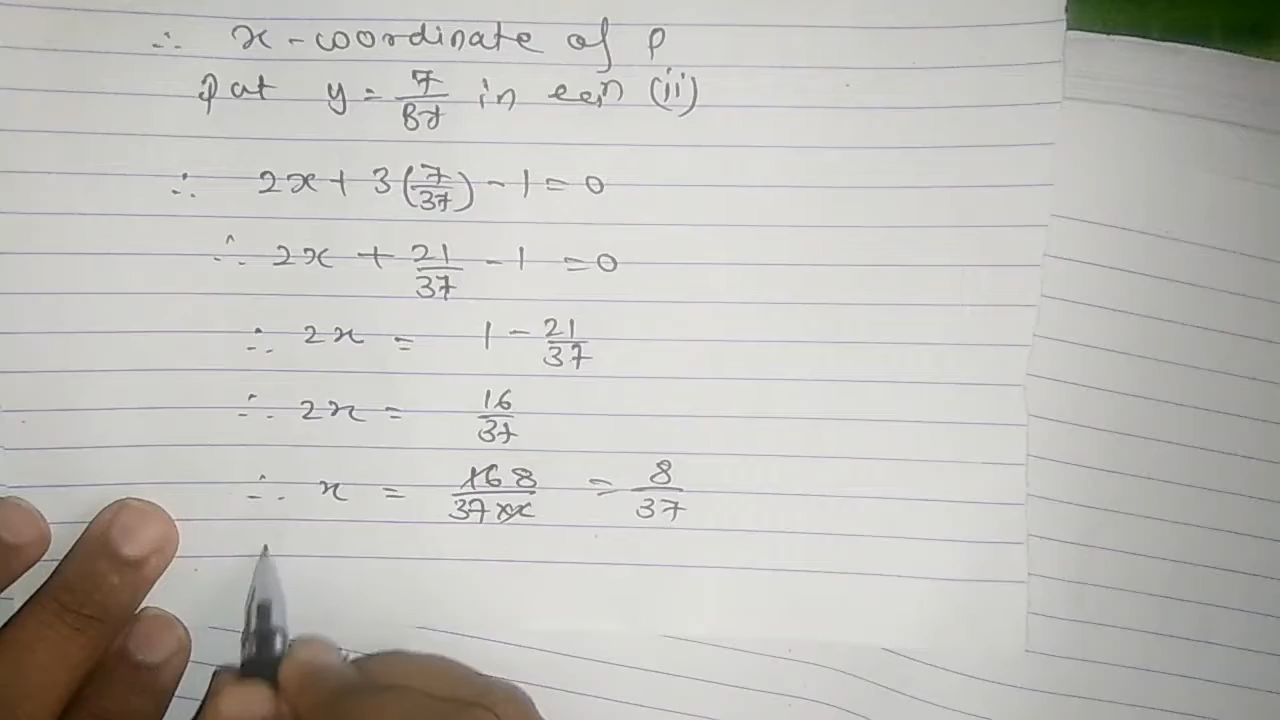 ∴ x-coordinate of P
Put y = 7/37 in eqn (ii)
∴ 2x + 3(7/37) - 1 = 0
∴ 2x + 21/37 - 1 = 0
∴ 2x = 1 - 21/37
∴ 2x = 16/37
∴ x = 16 8/37×2 = 8/37